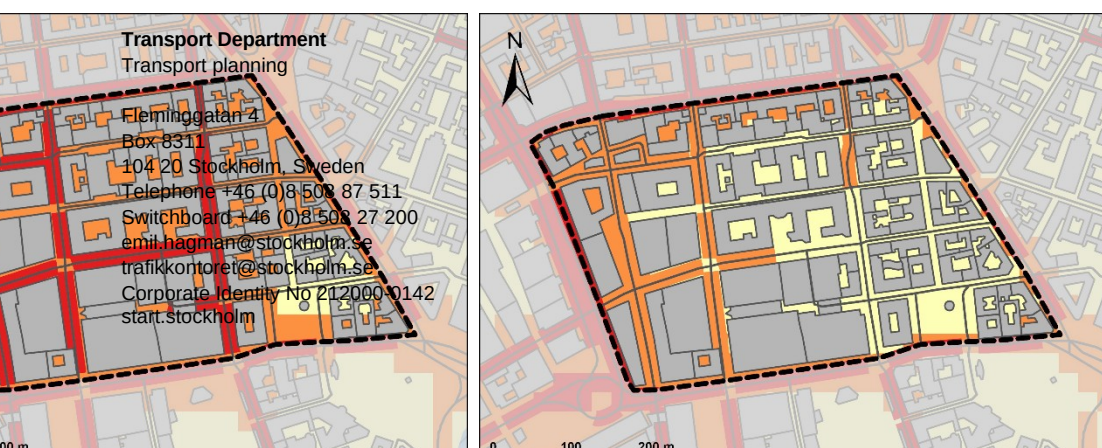 Transport Department
Transport planning
Fleminggatan 4
Box 8311
104 20 Stockholm, Sweden
Telephone +46 (0)8 508 87 511
Switchboard +46 (0)8 508 27 200
emil.hagman@stockholm.se
trafikkontoret@stockholm.se
Corporate Identity No 212000-0142
start.stockholm
N
00 m
0 100 200 m